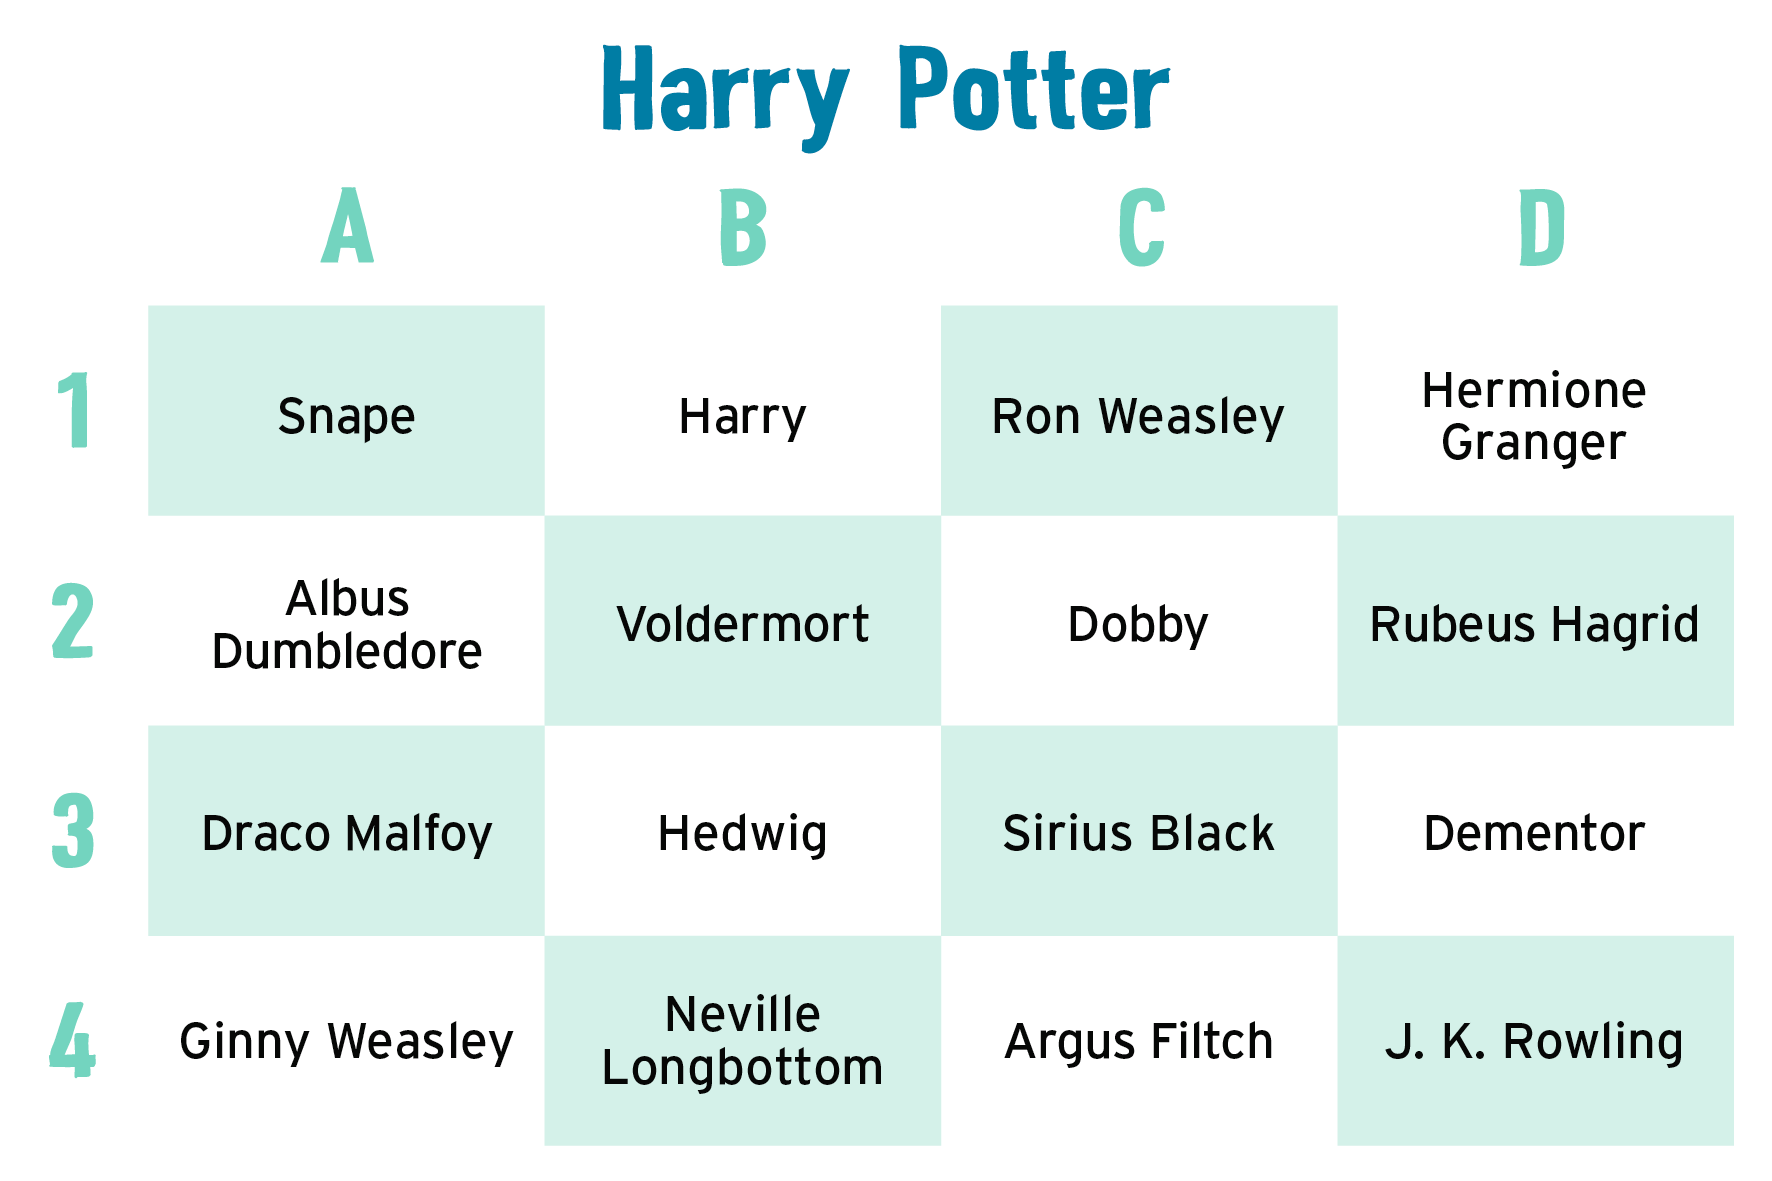 Harry Potter
A B C D
1 Snape Harry Ron Weasley Hermione
Granger
2 Albus
Dumbledore Voldermort Dobby Rubeus Hagrid
3 Draco Malfoy Hedwig Sirius Black Dementor
4 Ginny Weasley Neville
Longbottom Argus Filtch J. K. Rowling